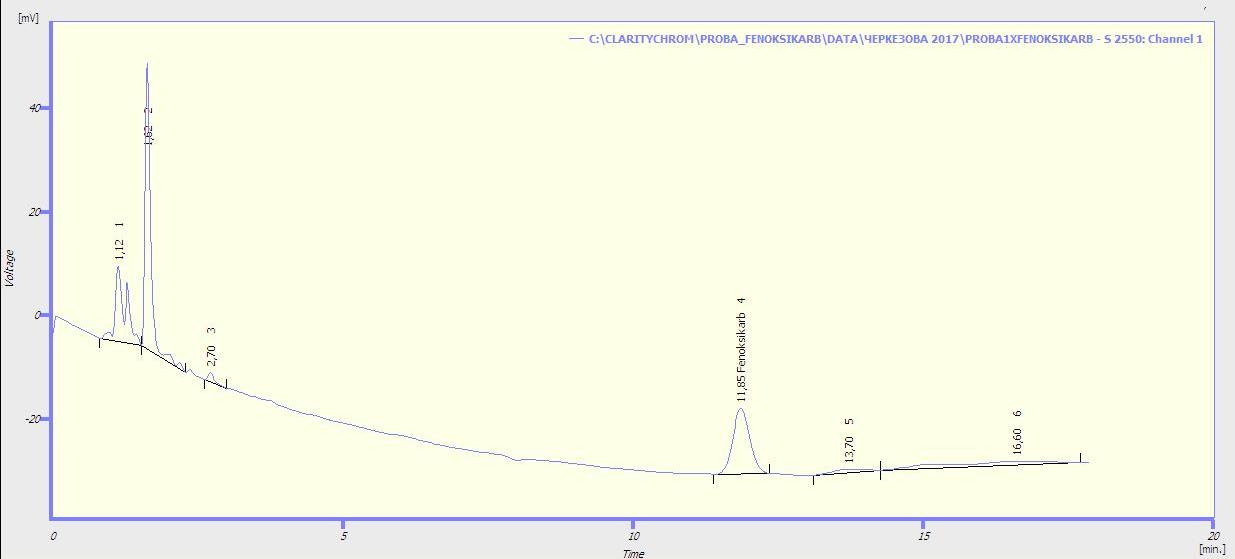 [mV]
C:\CLARITYCHROM\PROBA_FENOKSIKARB\DATA\ЧЕРКЕЗОВА 2017\PROBA1XFENOKSIKARB - S 2550: Channel 1
40
20
0
-20
Voltage
1,12 1
1,62 2
2,70 3
11,85 Fenoksikarb 4
13,70 5
16,60 6
0
5
10
15
20
Time
[min.]